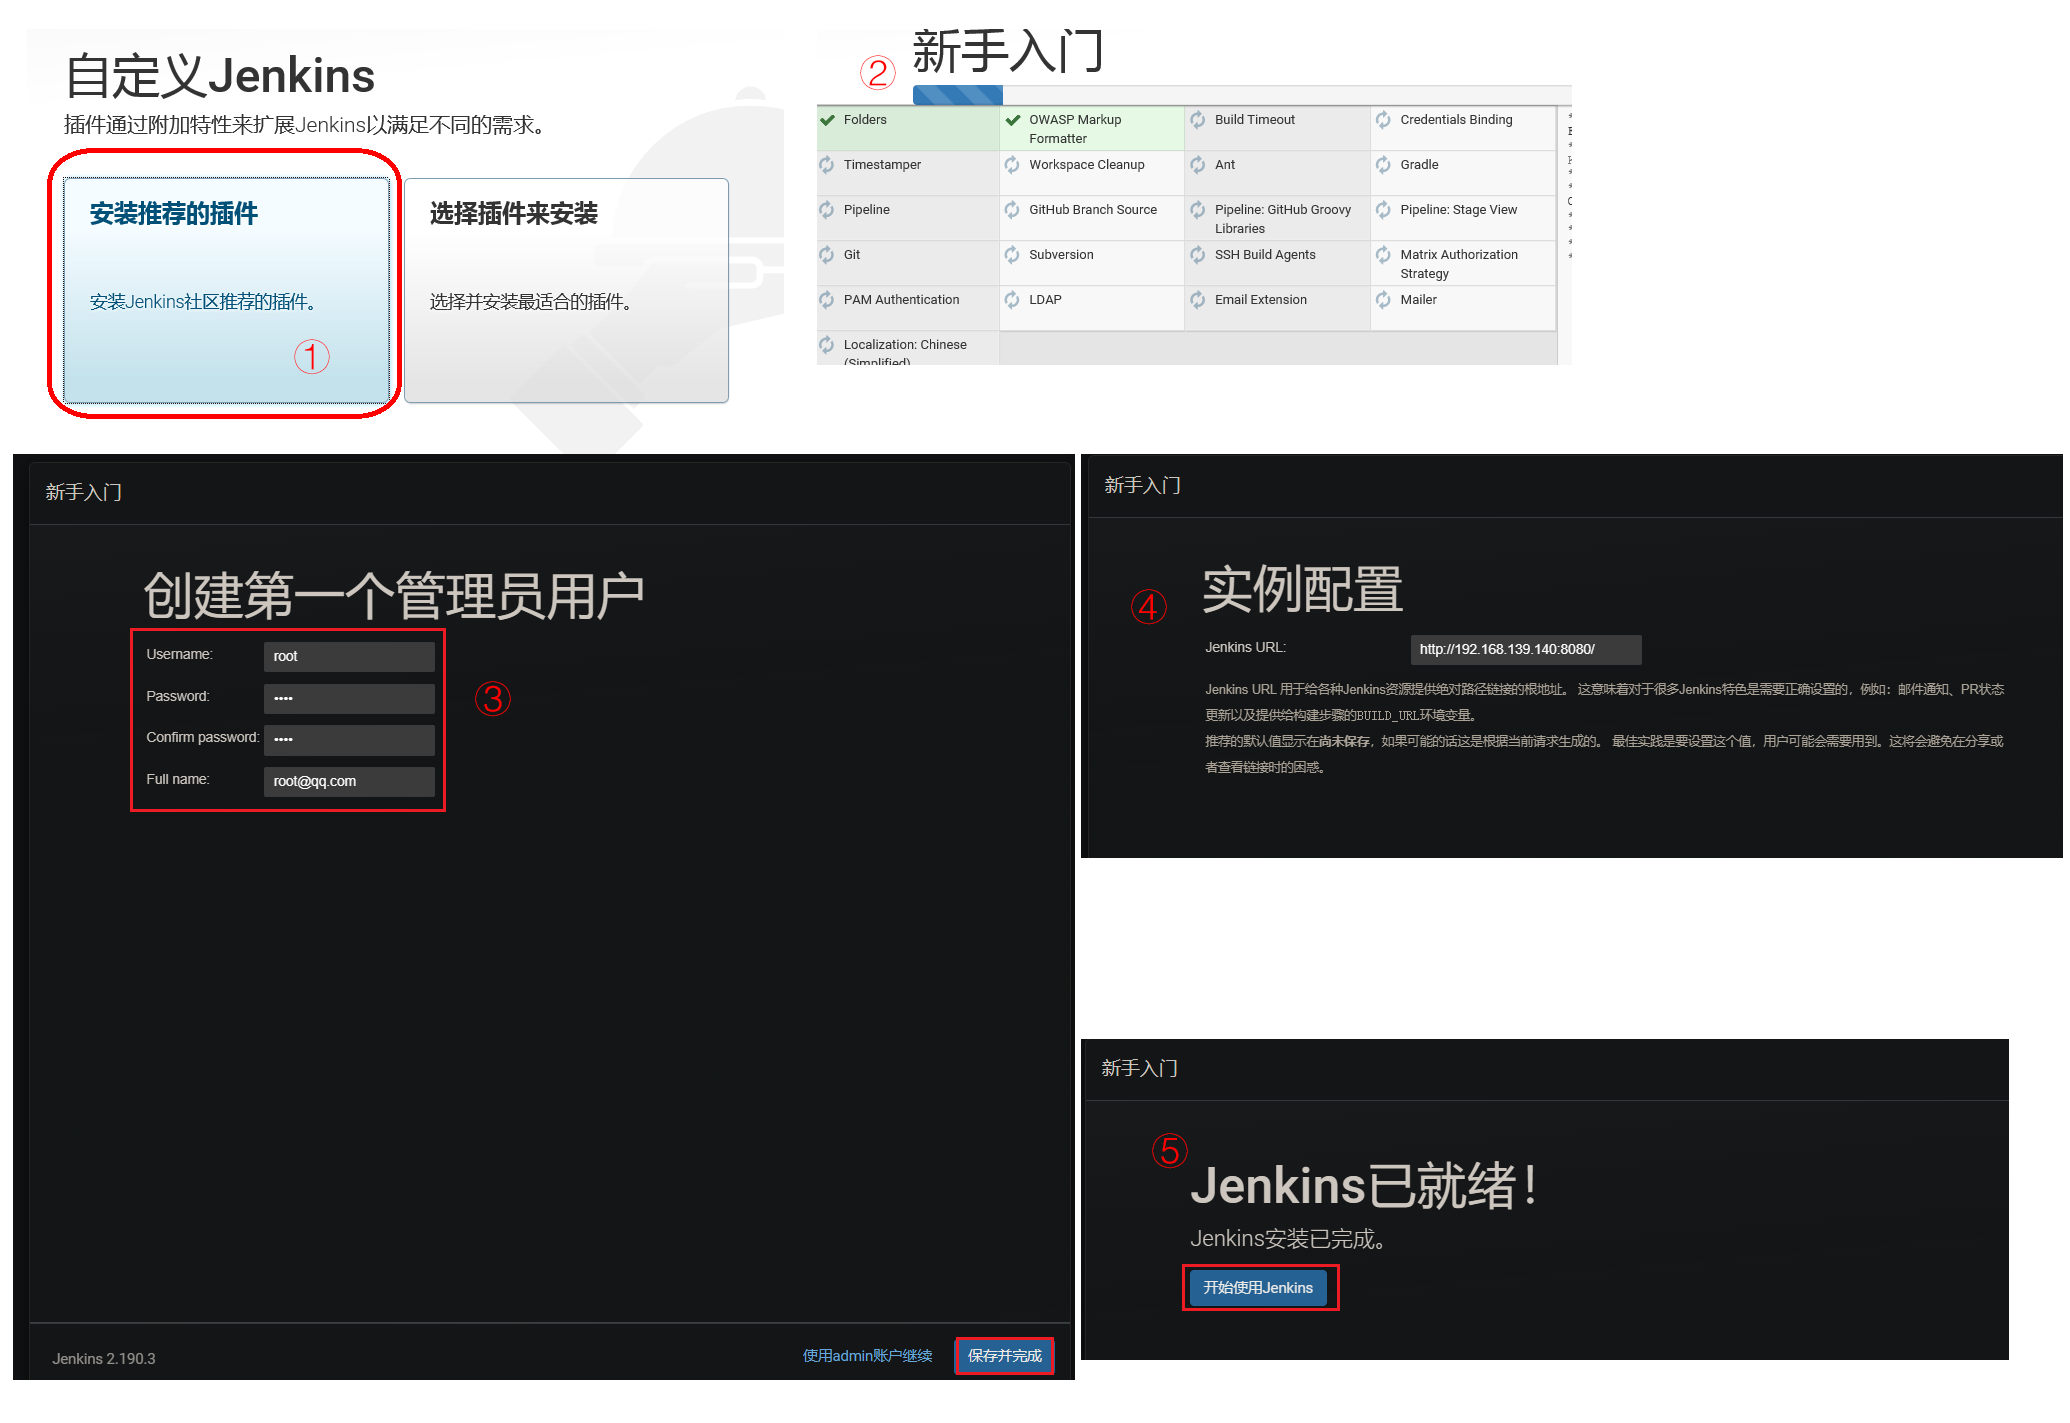 自定义Jenkins
插件通过附加特性来扩展Jenkins以满足不同的需求。
安装推荐的插件
安装Jenkins社区推荐的插件。
①
选择插件来安装
选择并安装最适合的插件。
②
新手入门
Folders
OWASP Markup Formatter
Build Timeout
Credentials Binding
Timestamper
Workspace Cleanup
Ant
Gradle
Pipeline
GitHub Branch Source
Pipeline: GitHub Groovy Libraries
Pipeline: Stage View
Git
Subversion
SSH Build Agents
Matrix Authorization Strategy
PAM Authentication
LDAP
Email Extension
Mailer
Localization: Chinese (Simplified)
新手入门
创建第一个管理员用户
Username: root
Password: ••••
Confirm password: ••••
Full name: root@qq.com
③
Jenkins 2.190.3
使用admin账户继续
保存并完成
新手入门
④
实例配置
Jenkins URL: http://192.168.139.140:8080/
Jenkins URL 用于给各种Jenkins资源提供绝对路径链接的根地址。 这意味着对于很多Jenkins特色是需要正确设置的，例如：邮件通知、PR状态
更新以及提供给构建步骤的BUILD_URL环境变量。
推荐的默认值显示在尚未保存，如果可能的话这是根据当前请求生成的。 最佳实践是要设置这个值，用户可能会需要用到。这将会避免在分享或
者查看链接时的困惑。
新手入门
⑤
Jenkins已就绪！
Jenkins安装已完成。
开始使用Jenkins